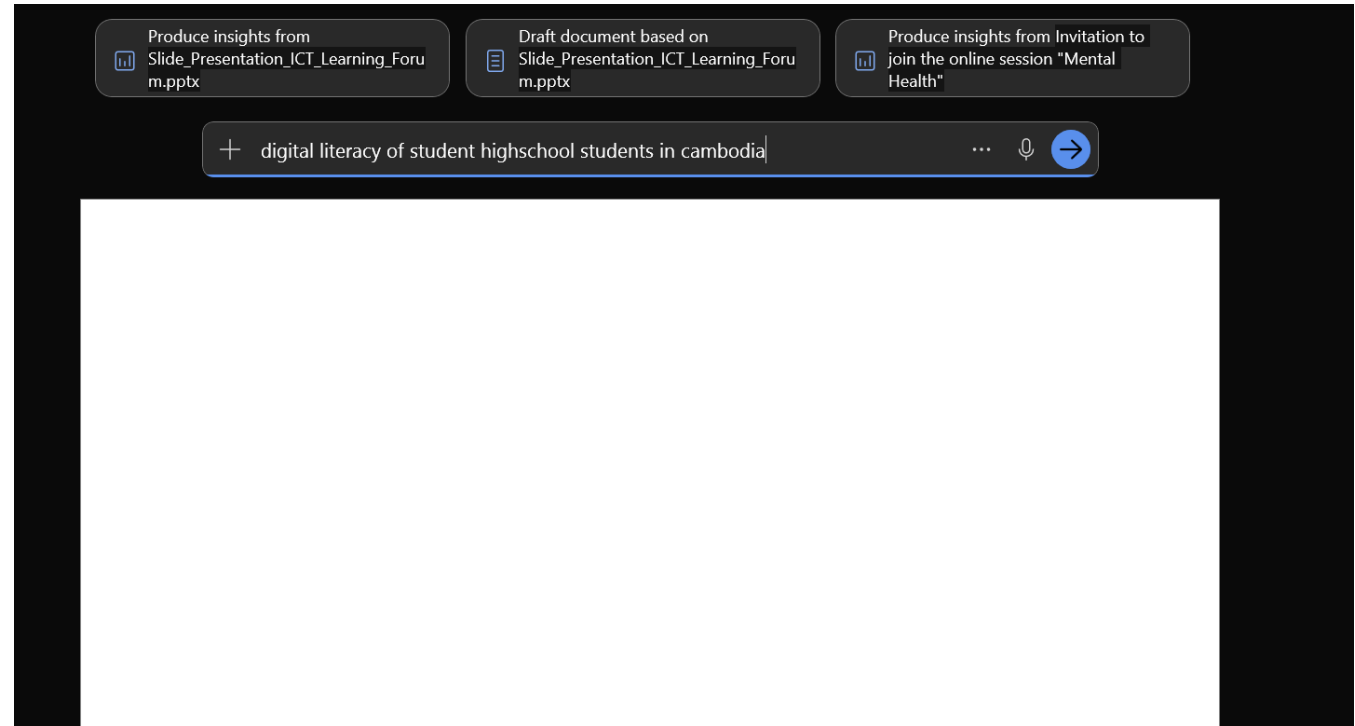 Produce insights from
Slide_Presentation_ICT_Learning_Foru
m.pptx
Draft document based on
Slide_Presentation_ICT_Learning_Foru
m.pptx
Produce insights from Invitation to
join the online session "Mental
Health"
digital literacy of student highschool students in cambodia